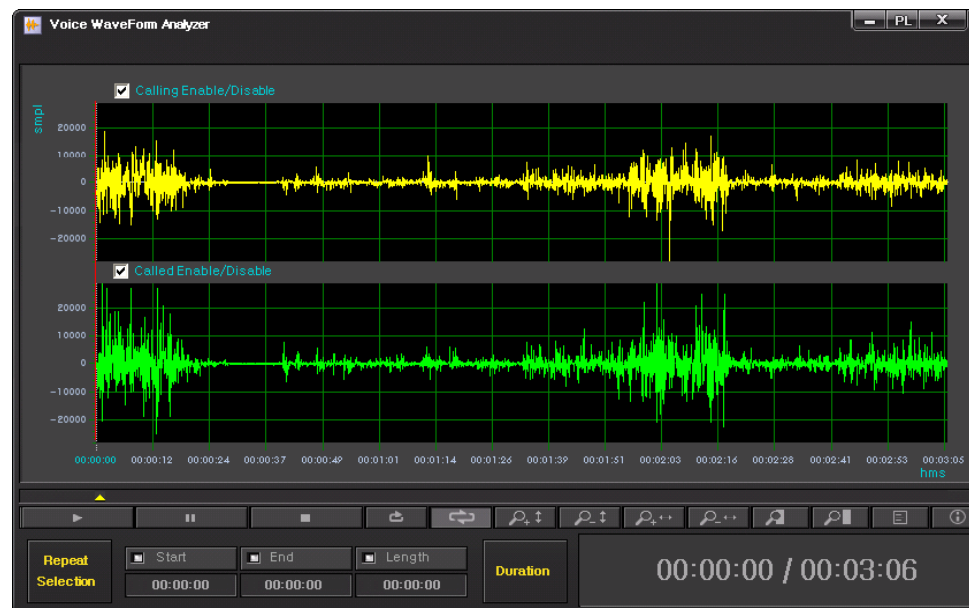 Voice WaveForm Analyzer
PL X
Calling Enable/Disable
smpl
20000
10000
0
-10000
-20000
Called Enable/Disable
20000
10000
0
-10000
-20000
00:00:00 00:00:12 00:00:24 00:00:37 00:00:49 00:01:01 00:01:14 00:01:26 00:01:39 00:01:51 00:02:03 00:02:16 00:02:28 00:02:41 00:02:53 00:03:05
hms
Repeat
Selection
Start End Length
00:00:00 00:00:00 00:00:00
Duration
00:00:00 / 00:03:06